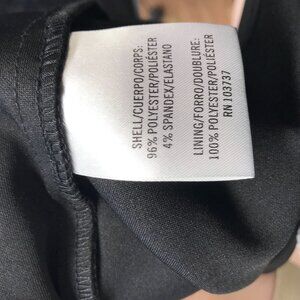 SHELL/CUERPO/CORPS:
96% POLYESTER/POLIÉSTER
4% SPANDEX/ELASTANO
LINING/FORRO/DOUBLURE:
100% POLYESTER/POLIÉSTER
RN 103737